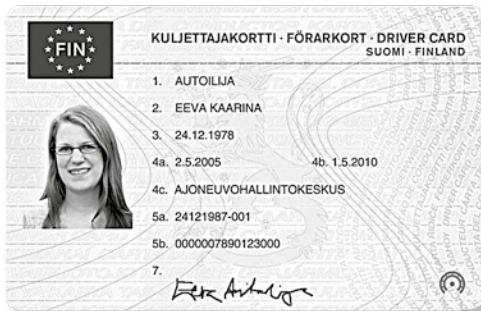 FIN
KULJETTAJAKORTTI · FÖRARKORT · DRIVER CARD
SUOMI · FINLAND
1. AUTOILIJA
2. EEVA KAARINA
3. 24.12.1978
4a. 2.5.2005 4b. 1.5.2010
4c. AJONEUVOHALLINTOKESKUS
5a. 24121987-001
5b. 0000007890123000
7.